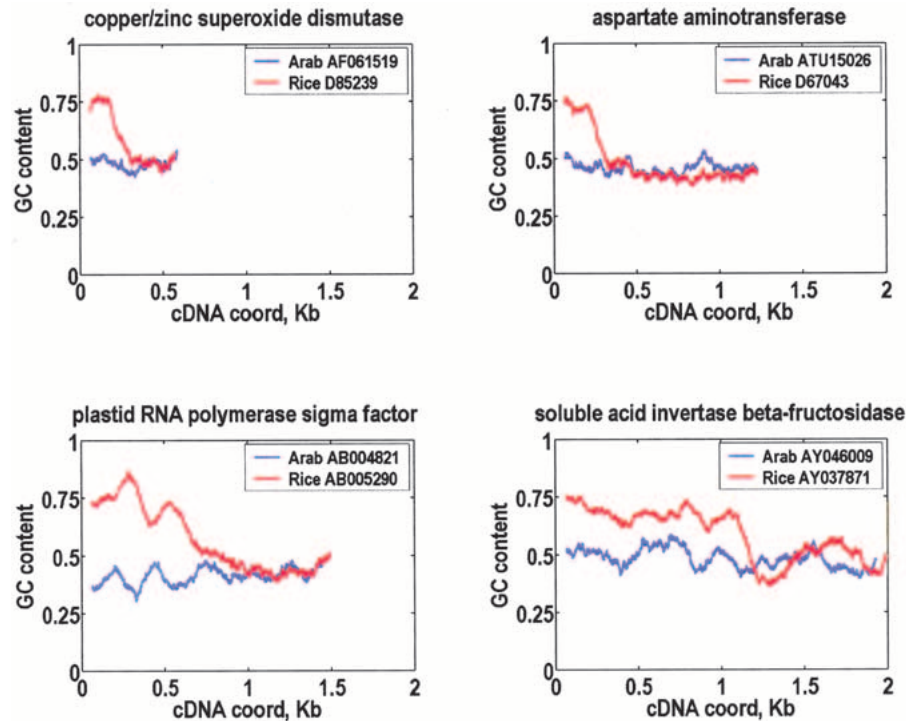 copper/zinc superoxide dismutase
1
0.75
0.5
0.25
0
GC content
Arab AF061519
Rice D85239
0 0.5 1 1.5 2
cDNA coord, Kb
aspartate aminotransferase
1
0.75
0.5
0.25
0
GC content
Arab ATU15026
Rice D67043
0 0.5 1 1.5 2
cDNA coord, Kb
plastid RNA polymerase sigma factor
1
0.75
0.5
0.25
0
GC content
Arab AB004821
Rice AB005290
0 0.5 1 1.5 2
cDNA coord, Kb
soluble acid invertase beta-fructosidase
1
0.75
0.5
0.25
0
GC content
Arab AY046009
Rice AY037871
0 0.5 1 1.5 2
cDNA coord, Kb